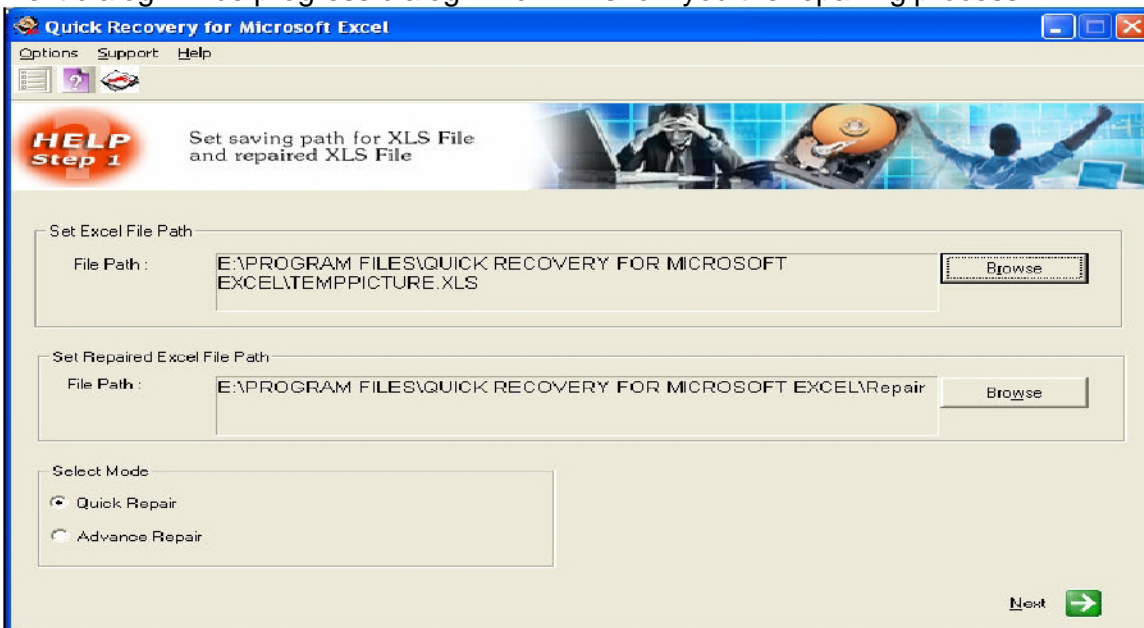 Quick Recovery for Microsoft Excel
Options Support Help
HELP
Step 1
Set saving path for XLS File
and repaired XLS File
Set Excel File Path
File Path :
E:\PROGRAM FILES\QUICK RECOVERY FOR MICROSOFT
EXCEL\TEMPPICTURE.XLS
Browse
Set Repaired Excel File Path
File Path :
E:\PROGRAM FILES\QUICK RECOVERY FOR MICROSOFT EXCEL\Repair
Browse
Select Mode
Quick Repair
Advance Repair
Next